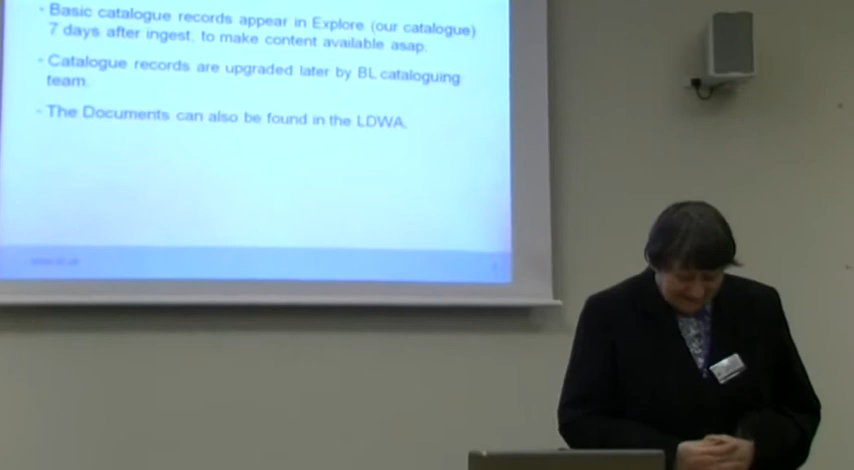 - Basic catalogue records appear in Explore (our catalogue)
7 days after ingest, to make content available asap.
- Catalogue records are upgraded later by BL cataloguing
team.
- The Documents can also be found in the LDWA.